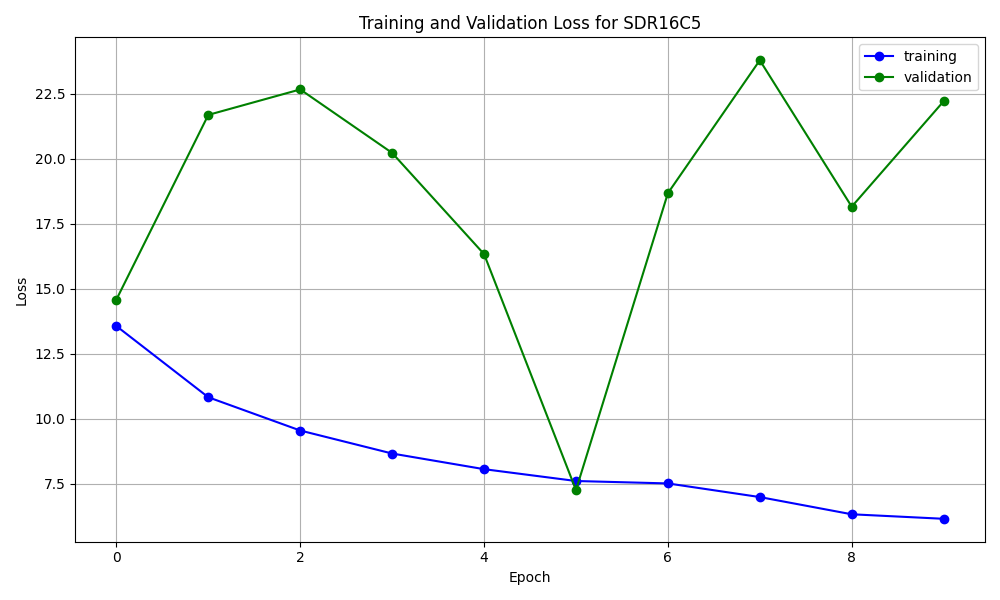 Training and Validation Loss for SDR16C5
training
validation
Loss
22.5
20.0
17.5
15.0
12.5
10.0
7.5
0 2 4 6 8
Epoch